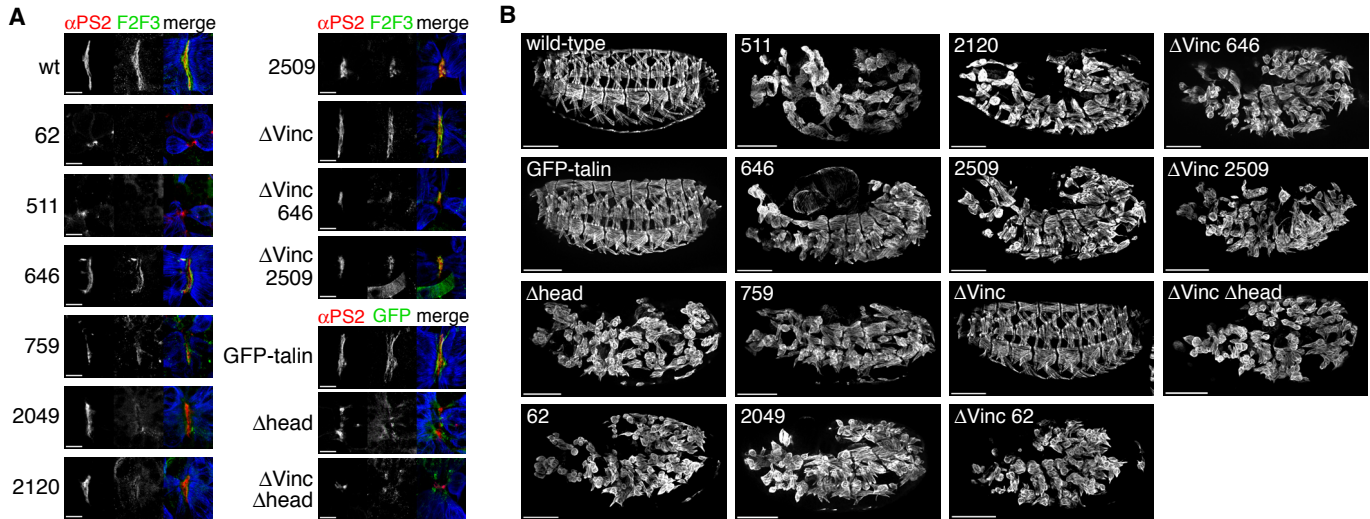 A
αPS2 F2F3 merge
wt
62
511
646
759
2049
2120
αPS2 F2F3 merge
2509
ΔVinc
ΔVinc
646
ΔVinc
2509
αPS2 GFP merge
GFP-talin
Δhead
ΔVinc
Δhead
B
wild-type
511
2120
ΔVinc 646
GFP-talin
646
2509
ΔVinc 2509
Δhead
759
ΔVinc
ΔVinc Δhead
62
2049
ΔVinc 62